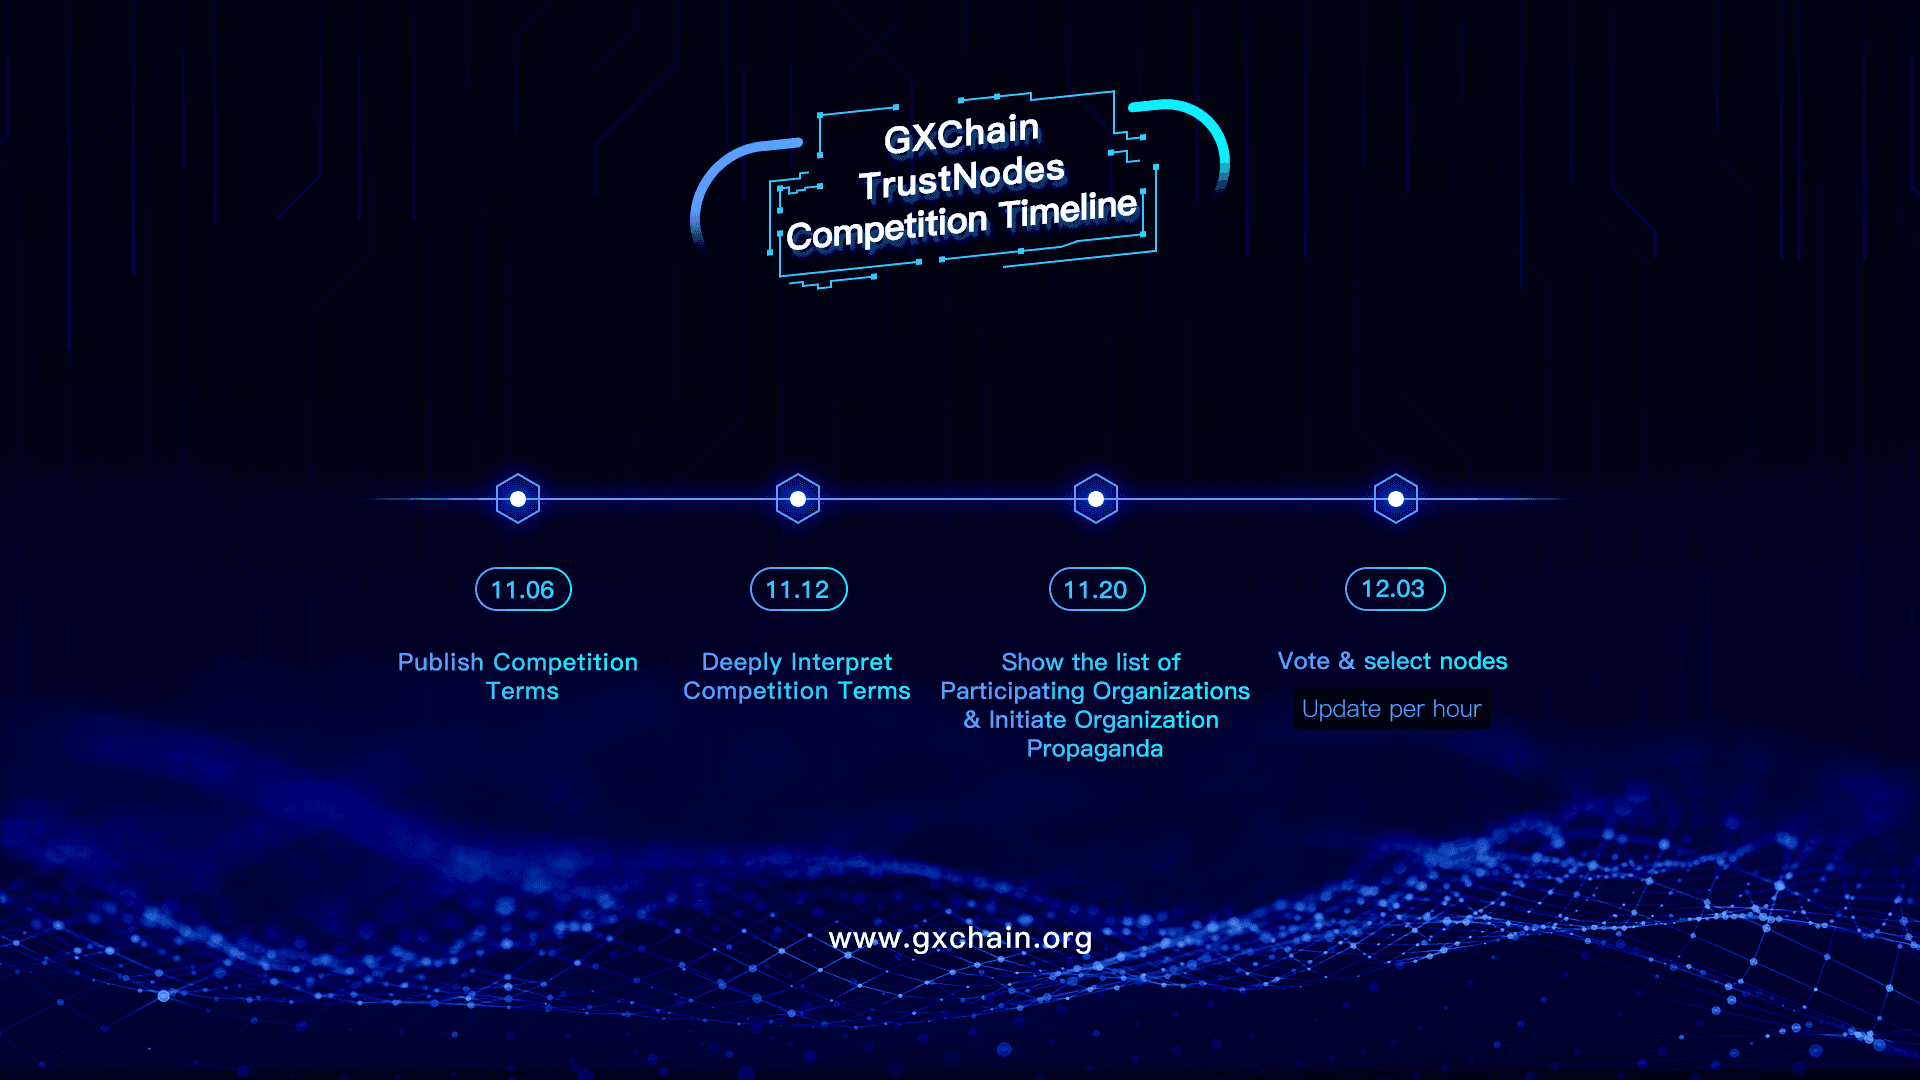 GXChain
TrustNodes
Competition Timeline
11.06
Publish Competition
Terms
11.12
Deeply Interpret
Competition Terms
11.20
Show the list of
Participating Organizations
& Initiate Organization
Propaganda
12.03
Vote & select nodes
Update per hour
www.gxchain.org